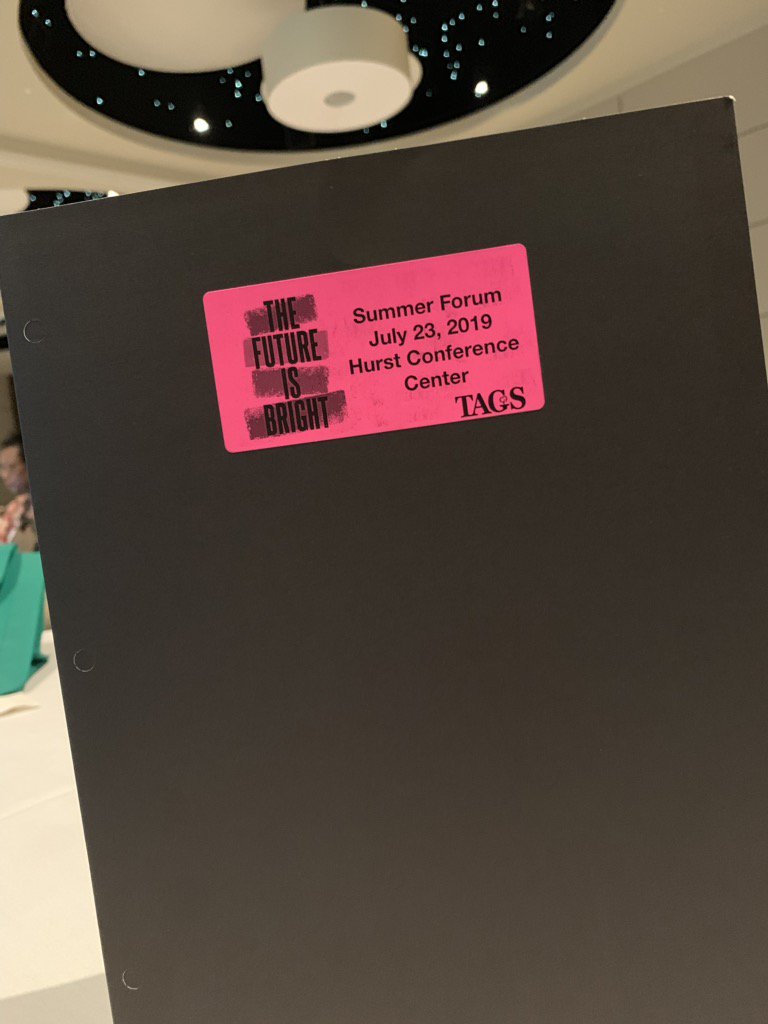 THE
FUTURE
IS
BRIGHT
Summer Forum
July 23, 2019
Hurst Conference
Center
TAGS